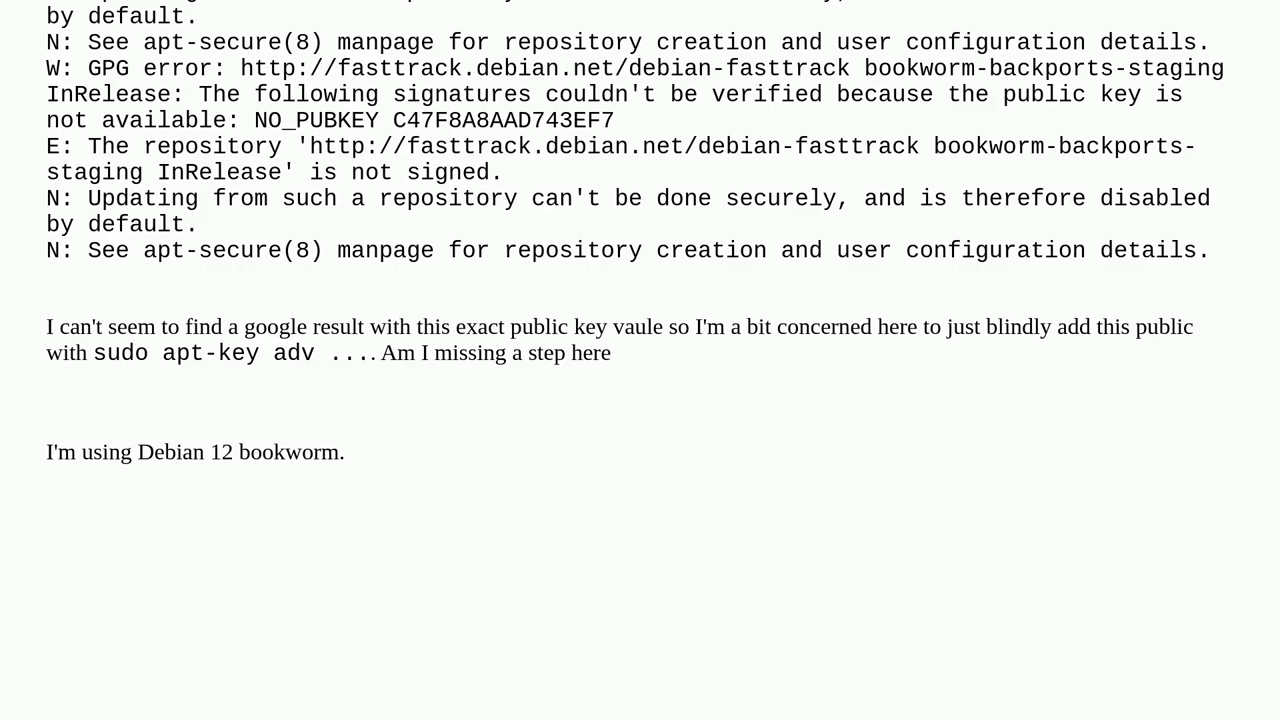 by default.
N: See apt-secure(8) manpage for repository creation and user configuration details.
W: GPG error: http://fasttrack.debian.net/debian-fasttrack bookworm-backports-staging
InRelease: The following signatures couldn't be verified because the public key is
not available: NO_PUBKEY C47F8A8AAD743EF7
E: The repository 'http://fasttrack.debian.net/debian-fasttrack bookworm-backports-
staging InRelease' is not signed.
N: Updating from such a repository can't be done securely, and is therefore disabled
by default.
N: See apt-secure(8) manpage for repository creation and user configuration details.
I can't seem to find a google result with this exact public key vaule so I'm a bit concerned here to just blindly add this public
with sudo apt-key adv .... Am I missing a step here
I'm using Debian 12 bookworm.